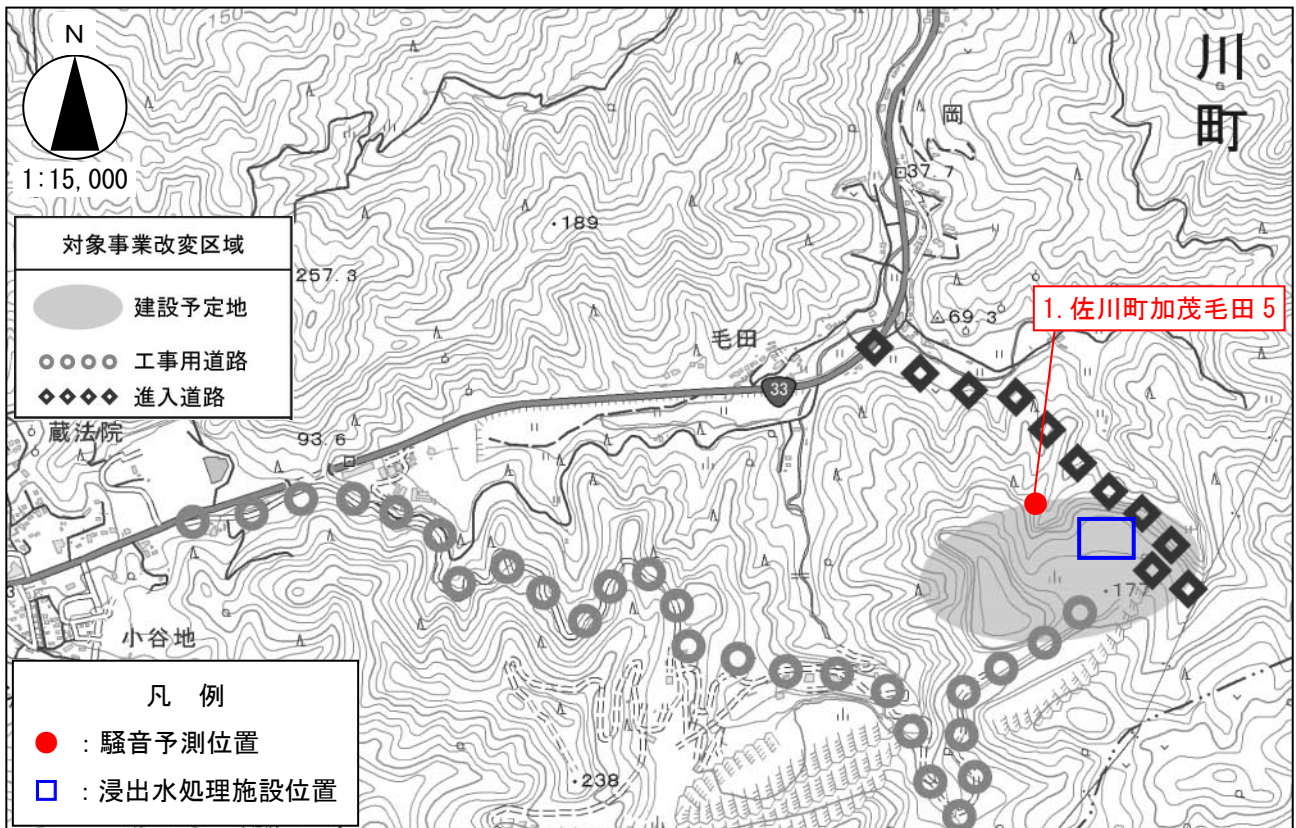 150
N
1:15,000
対象事業改変区域
建設予定地
工事用道路
進入道路
川町
岡
37.7
・189
257.3
69.3
1.佐川町加茂毛田5
毛田
33
蔵法院
93.6
・177
小谷地
・238
凡 例
：騒音予測位置
：浸出水処理施設位置